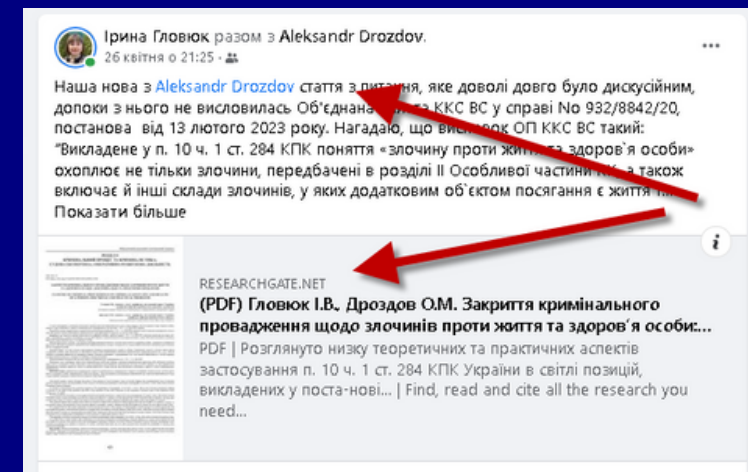 Ірина Гловюк разом з Aleksandr Drozdov.
26 квітня о 21:25 ·
Наша нова з Aleksandr Drozdov стаття з питання, яке доволі довго було дискусійним,
допоки з нього не висловилась Об'єднана та ККС ВС у справі No 932/8842/20,
постанова від 13 лютого 2023 року. Нагадаю, що ОП ККС ВС такий:
"Викладене у п. 10 ч. 1 ст. 284 КПК поняття «злочину проти життя та здоров`я особи»
охоплює не тільки злочини, передбачені в розділі II Особливої частини КК, а також
включає й інші склади злочинів, у яких додатковим об`єктом посягання є життя і...
Показати більше
RESEARCHGATE.NET
(PDF) Гловюк І.В., Дроздов О.М. Закриття кримінального
провадження щодо злочинів проти життя та здоров'я особи:...
PDF | Розглянуто низку теоретичних та практичних аспектів
застосування п. 10 ч. 1 ст. 284 КПК України в світлі позицій,
викладених у поста-нові... | Find, read and cite all the research you
need...